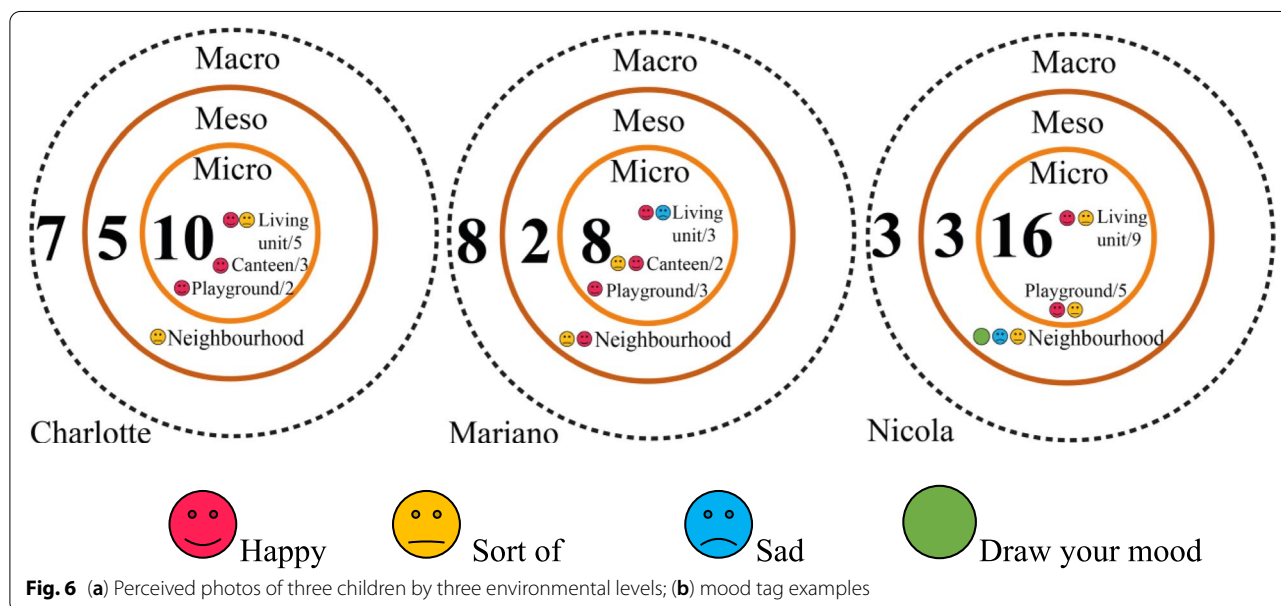 Macro
Meso
Micro
7 5 10
Living
unit/5
Canteen/3
Playground/2
Neighbourhood
Charlotte
Macro
Meso
Micro
8 2 8
Living
unit/3
Canteen/2
Playground/3
Neighbourhood
Mariano
Macro
Meso
Micro
3 3 16
Living
unit/9
Playground/5
Neighbourhood
Nicola
Happy
Sort of
Sad
Draw your mood
Fig. 6 (a) Perceived photos of three children by three environmental levels; (b) mood tag examples